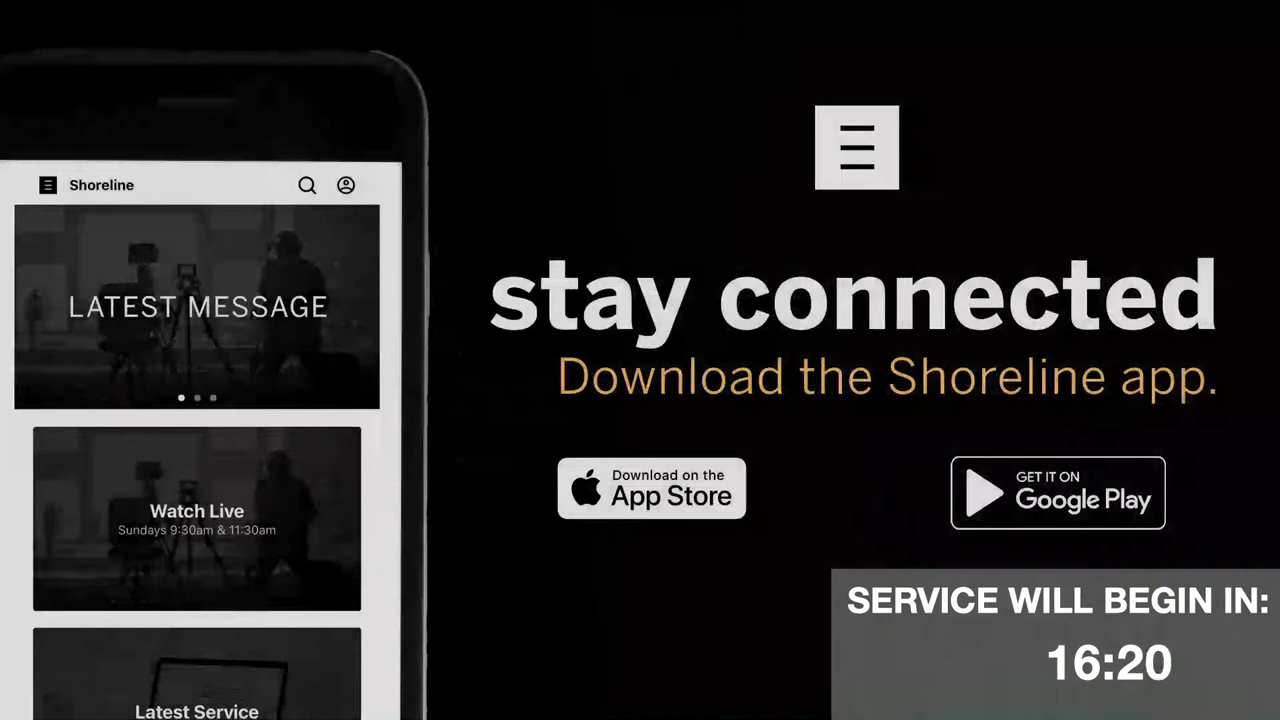 Shoreline
LATEST MESSAGE
Watch Live
Sundays 9:30am & 11:30am
Latest Service
stay connected
Download the Shoreline app.
Download on the
App Store
GET IT ON
Google Play
SERVICE WILL BEGIN IN:
16:20